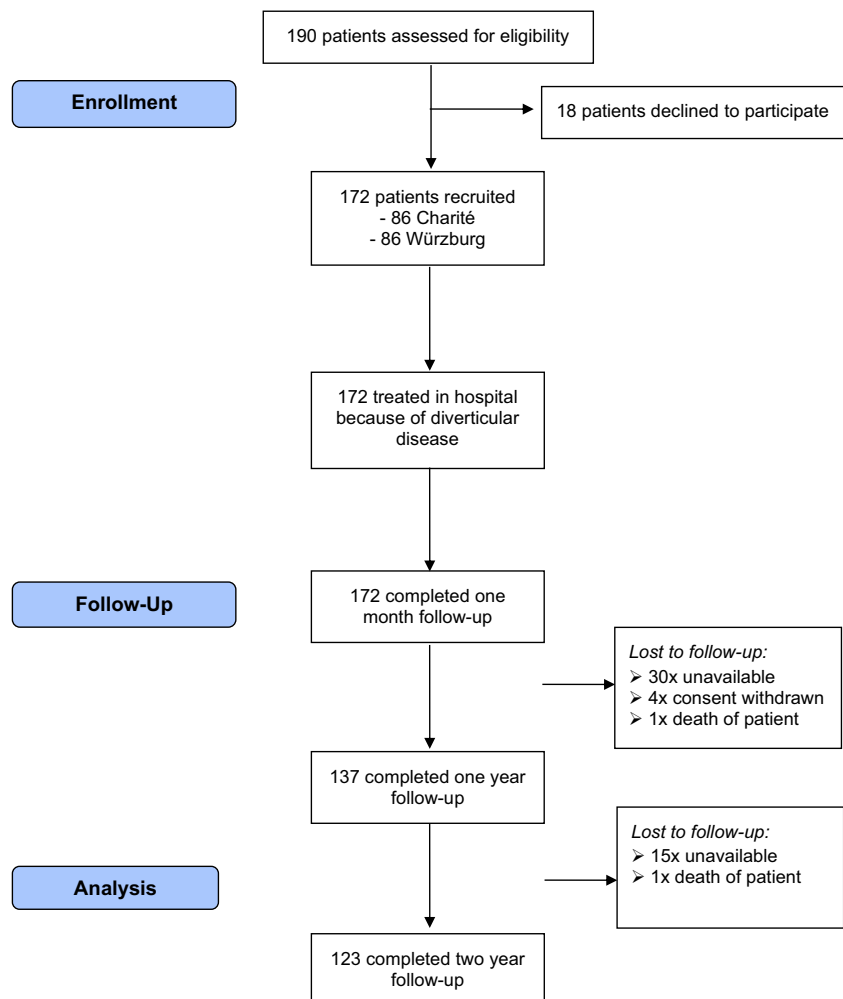 190 patients assessed for eligibility
Enrollment
18 patients declined to participate
172 patients recruited
- 86 Charité
- 86 Würzburg
172 treated in hospital
because of diverticular
disease
Follow-Up
172 completed one
month follow-up
Lost to follow-up:
➢ 30x unavailable
➢ 4x consent withdrawn
➢ 1x death of patient
137 completed one year
follow-up
Lost to follow-up:
➢ 15x unavailable
➢ 1x death of patient
Analysis
123 completed two year
follow-up